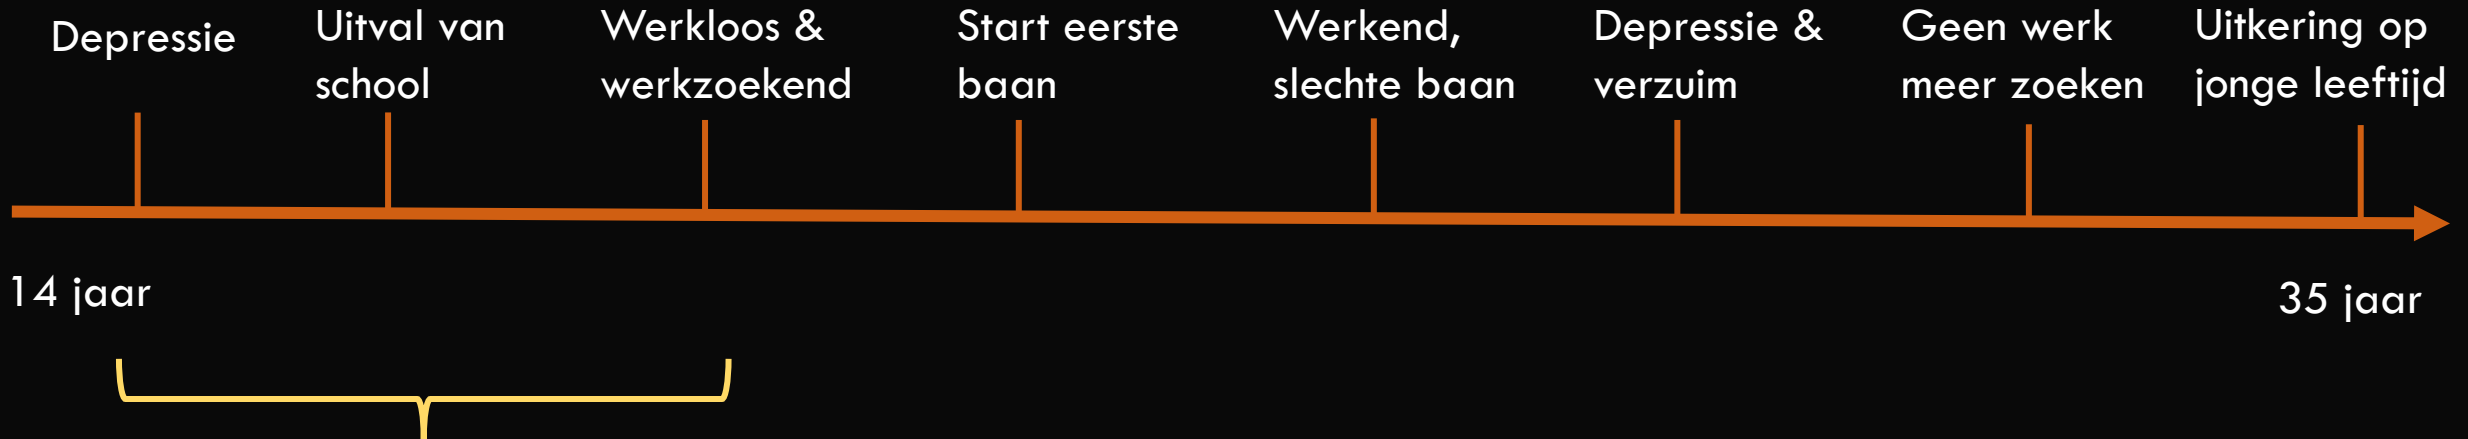 Depressie
Uitval van
school
Werkloos &
werkzoekend
Start eerste
baan
Werkend,
slechte baan
Depressie &
verzuim
Geen werk
meer zoeken
Uitkering op
jonge leeftijd
14 jaar
35 jaar